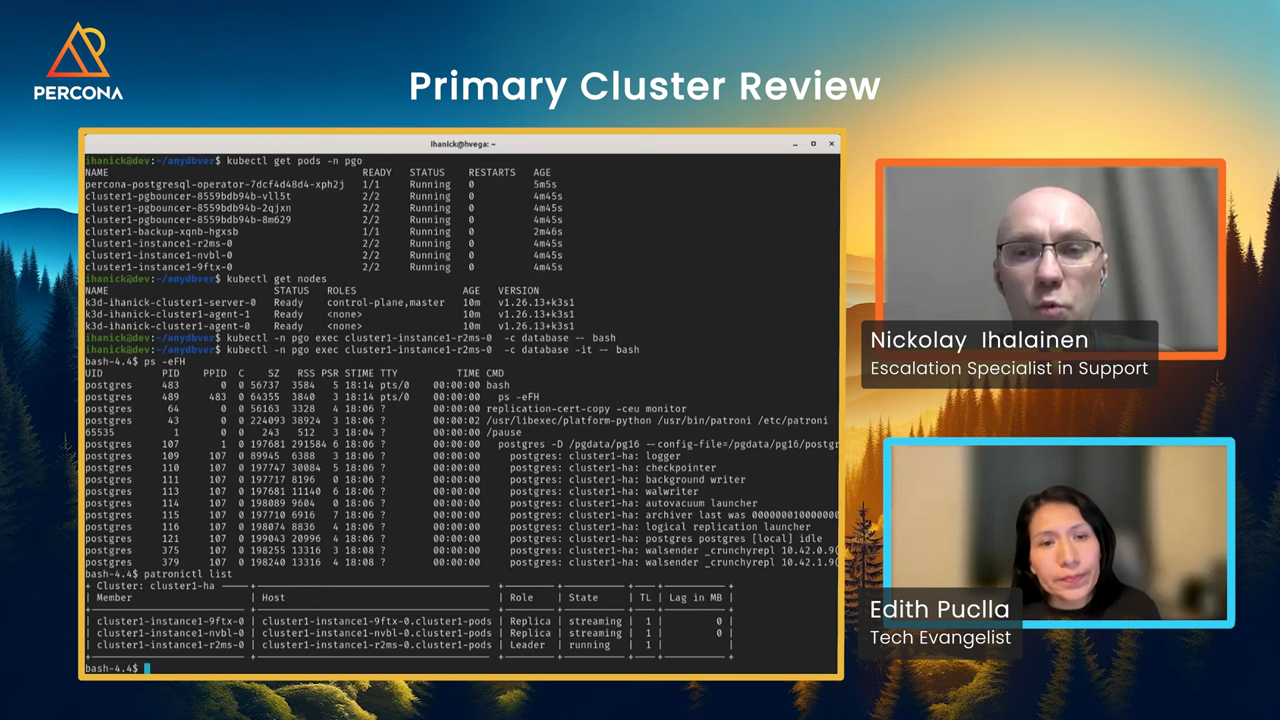 PERCONA
Primary Cluster Review
ihanick@hvega: ~
ihanick@dev:~/anydbver$ kubectl get pods -n pgo
NAME READY STATUS RESTARTS AGE
percona-postgresql-operator-7dcf4d48d4-xph2j 1/1 Running 0 5m5s
cluster1-pgbouncer-8559bdb94b-vll5t 2/2 Running 0 4m45s
cluster1-pgbouncer-8559bdb94b-2qjxn 2/2 Running 0 4m45s
cluster1-pgbouncer-8559bdb94b-8m629 2/2 Running 0 4m45s
cluster1-backup-xqnb-hgxsb 1/1 Running 0 2m46s
cluster1-instance1-r2ms-0 2/2 Running 0 4m45s
cluster1-instance1-nvbl-0 2/2 Running 0 4m45s
cluster1-instance1-9ftx-0 2/2 Running 0 4m45s
ihanick@dev:~/anydbver$ kubectl get nodes
NAME STATUS ROLES AGE VERSION
k3d-ihanick-cluster1-server-0 Ready control-plane,master 10m v1.26.13+k3s1
k3d-ihanick-cluster1-agent-1 Ready <none> 10m v1.26.13+k3s1
k3d-ihanick-cluster1-agent-0 Ready <none> 10m v1.26.13+k3s1
ihanick@dev:~/anydbver$ kubectl -n pgo exec cluster1-instance1-r2ms-0 -c database -- bash
ihanick@dev:~/anydbver$ kubectl -n pgo exec cluster1-instance1-r2ms-0 -c database -it -- bash
bash-4.4$ ps -eFH
UID PID PPID C SZ RSS PSR STIME TTY TIME CMD
postgres 483 0 0 56737 3584 5 18:14 pts/0 00:00:00 bash
postgres 489 483 0 64355 3840 3 18:14 pts/0 00:00:00 ps -eFH
postgres 64 0 0 56163 3328 4 18:06 ? 00:00:00 replication-cert-copy -ceu monitor
postgres 43 0 0 224093 38924 3 18:06 ? 00:00:02 /usr/libexec/platform-python /usr/bin/patroni /etc/patroni
65535 1 0 0 243 512 3 18:04 ? 00:00:00 /pause
postgres 107 1 0 197681 291584 6 18:06 ? 00:00:00 postgres -D /pgdata/pg16 --config-file=/pgdata/pg16/postgr
postgres 109 107 0 89945 6388 3 18:06 ? 00:00:00 postgres: cluster1-ha: logger
postgres 110 107 0 197747 30084 5 18:06 ? 00:00:00 postgres: cluster1-ha: checkpointer
postgres 111 107 0 197717 8196 0 18:06 ? 00:00:00 postgres: cluster1-ha: background writer
postgres 113 107 0 197681 11140 6 18:06 ? 00:00:00 postgres: cluster1-ha: walwriter
postgres 114 107 0 198089 9604 0 18:06 ? 00:00:00 postgres: cluster1-ha: autovacuum launcher
postgres 115 107 0 197710 6916 7 18:06 ? 00:00:00 postgres: cluster1-ha: archiver last was 000000010000000
postgres 116 107 0 198074 8836 4 18:06 ? 00:00:00 postgres: cluster1-ha: logical replication launcher
postgres 121 107 0 199043 20996 4 18:06 ? 00:00:00 postgres: cluster1-ha: postgres postgres [local] idle
postgres 375 107 0 198255 13316 3 18:08 ? 00:00:00 postgres: cluster1-ha: walsender _crunchyrepl 10.42.0.9(
postgres 379 107 0 198240 13316 4 18:08 ? 00:00:00 postgres: cluster1-ha: walsender _crunchyrepl 10.42.1.9(
bash-4.4$ patronictl list
+ Cluster: cluster1-ha
| Member | Host | Role | State | TL | Lag in MB |
| cluster1-instance1-9ftx-0 | cluster1-instance1-9ftx-0.cluster1-pods | Replica | streaming | 1 | 0 |
| cluster1-instance1-nvbl-0 | cluster1-instance1-nvbl-0.cluster1-pods | Replica | streaming | 1 | 0 |
| cluster1-instance1-r2ms-0 | cluster1-instance1-r2ms-0.cluster1-pods | Leader | running | 1 | |
bash-4.4$
Nickolay Ihalainen
Escalation Specialist in Support
Edith Puclla
Tech Evangelist